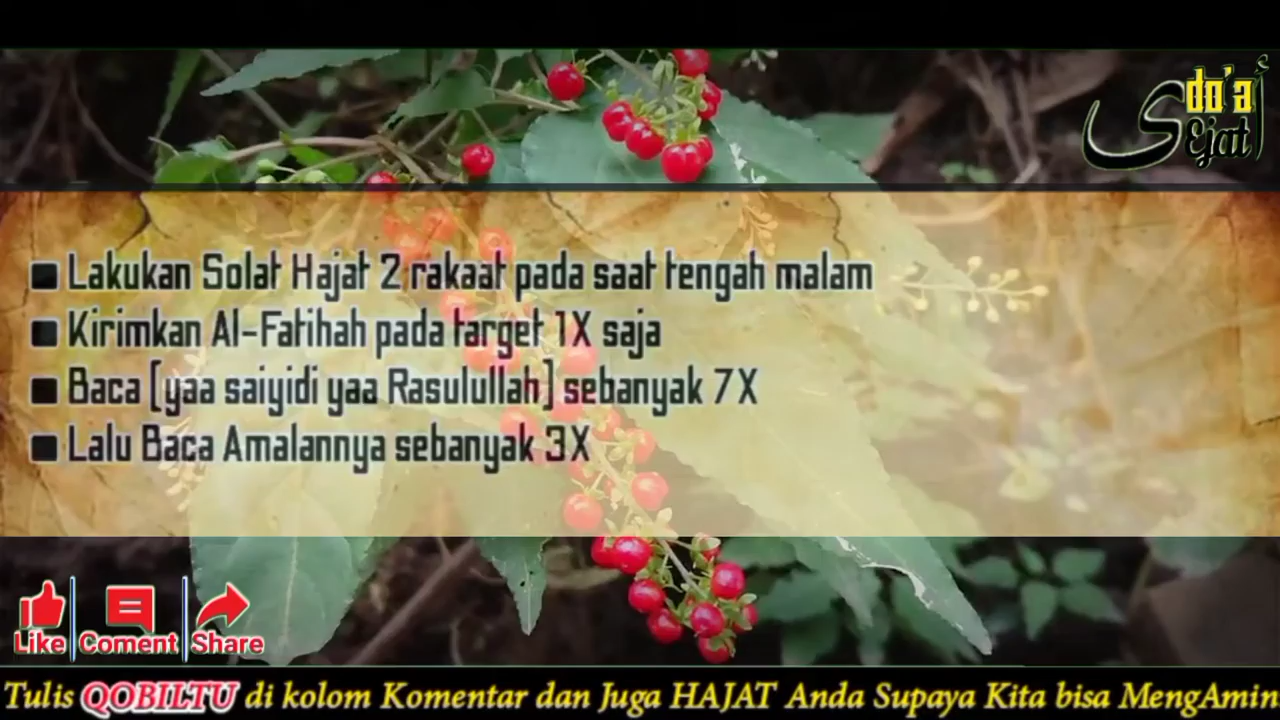 do'a
Ejati
■ Lakukan Solat Hajat 2 rakaat pada saat tengah malam
■ Kirimkan Al-Fatihah pada target 1X saja
■ Baca [yaa saiyidi yaa Rasulullah] sebanyak 7X
■ Lalu Baca Amalannya sebanyak 3X
Like Coment Share
Tulis QOBILTU di kolom Komentar dan Juga HAJAT Anda Supaya Kita bisa MengAmin